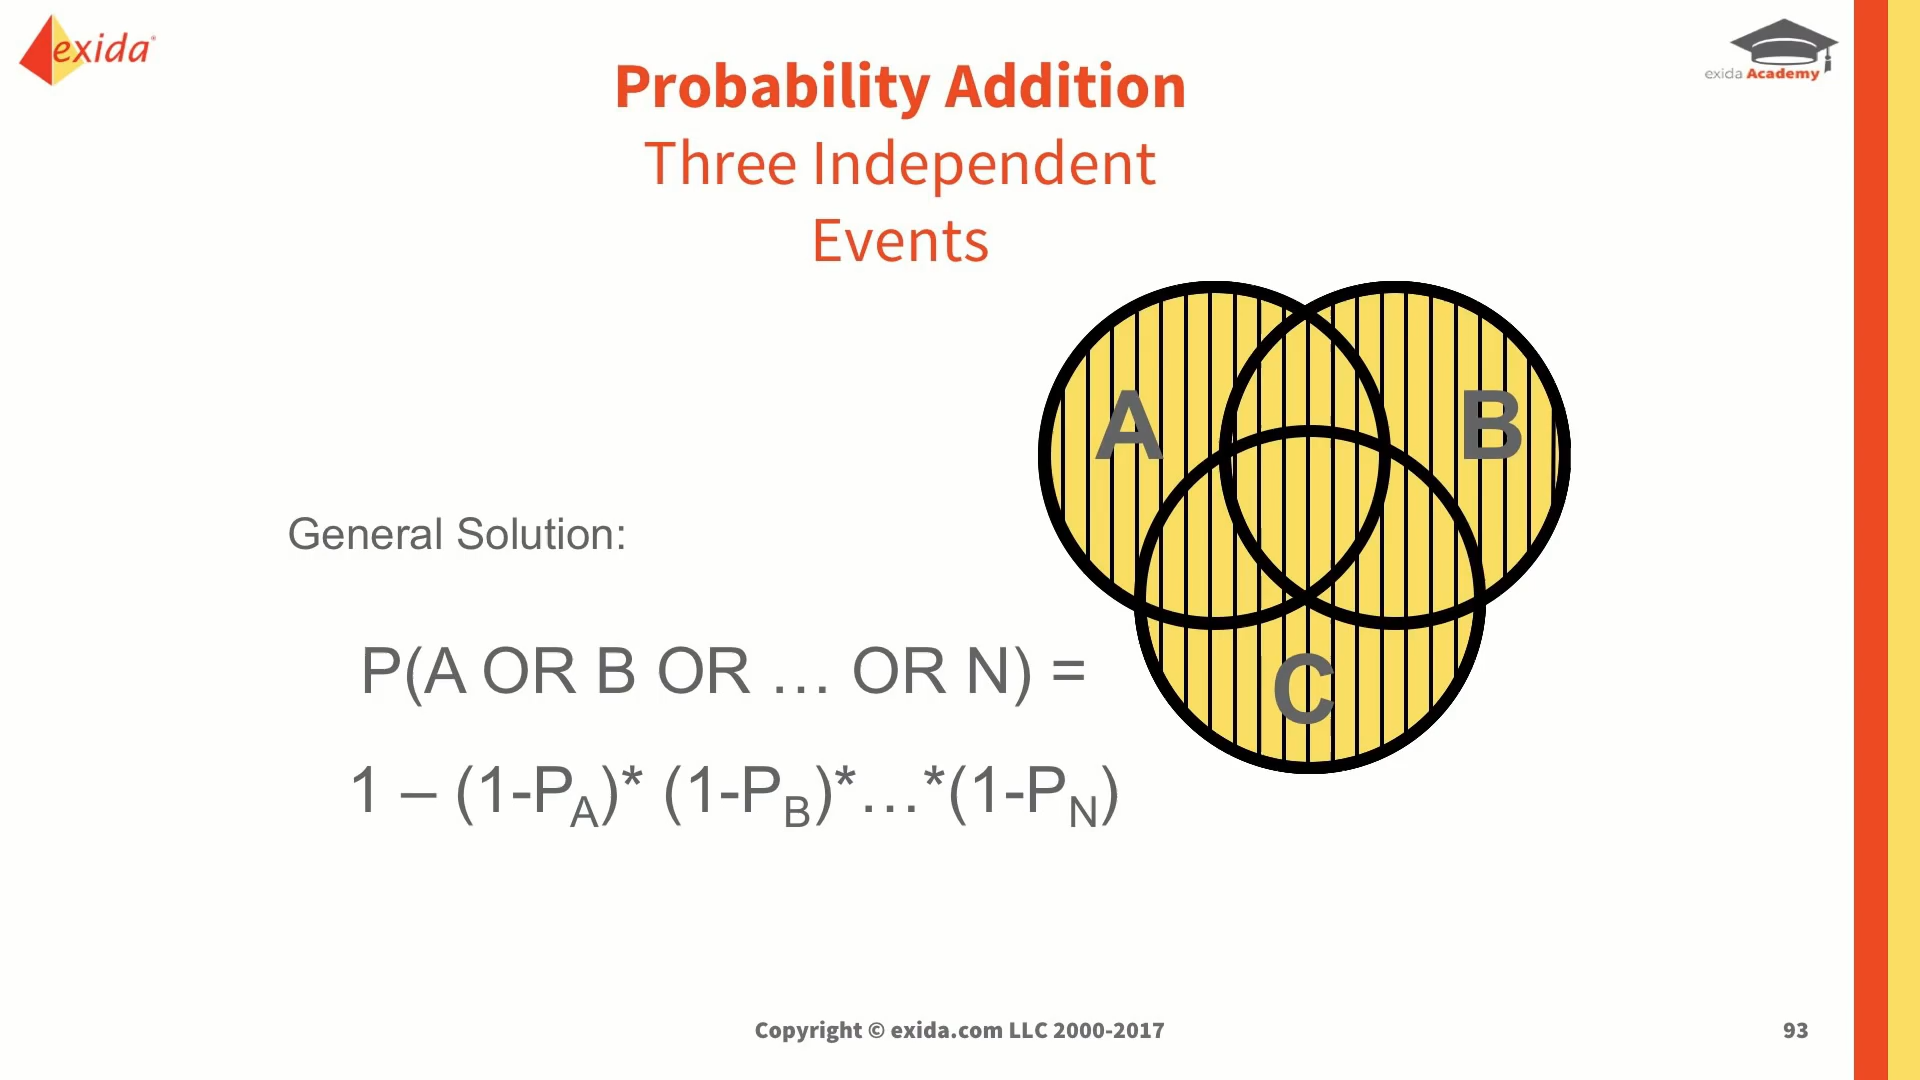 exida®
exida Academy
Probability Addition
Three Independent
Events
A
B
General Solution:
P(A OR B OR … OR N) =
C
1 – (1-P_A)* (1-P_B)*…*(1-P_N)
Copyright © exida.com LLC 2000-2017
93